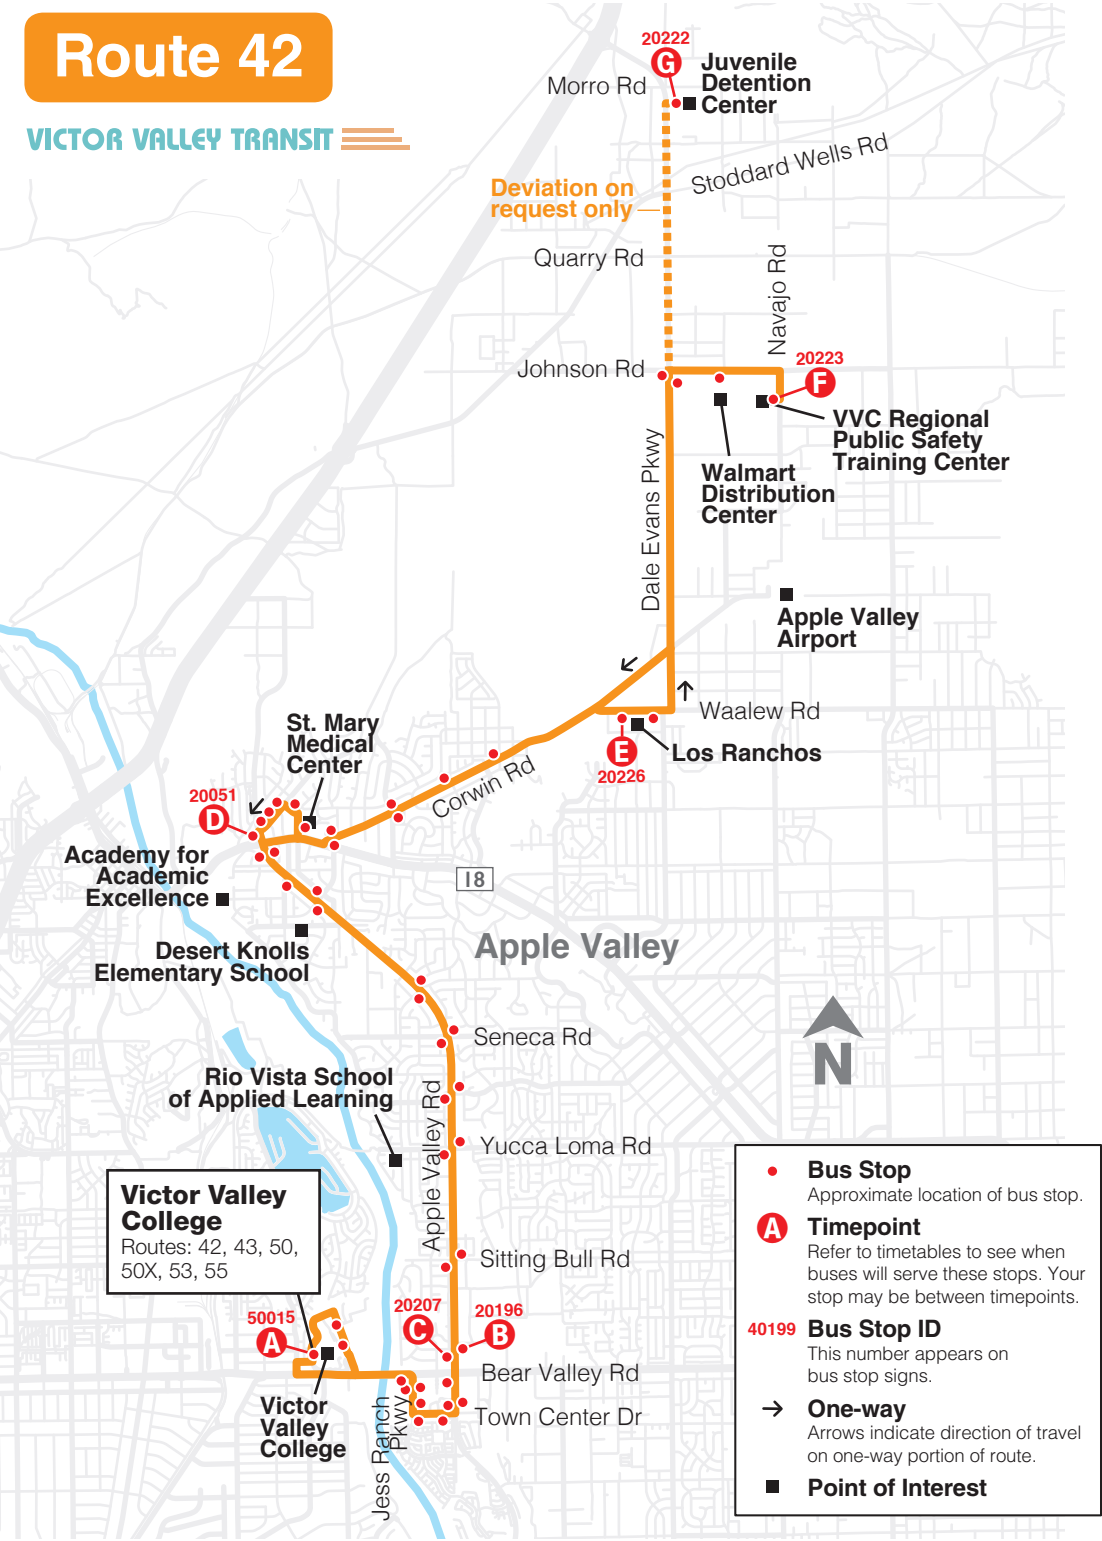 Route 42
VICTOR VALLEY TRANSIT
20222
G
Juvenile
Detention
Center
Morro Rd
Stoddard Wells Rd
Deviation on
request only
Quarry Rd
Navajo Rd
Johnson Rd
20223
F
VVC Regional
Public Safety
Training Center
Walmart
Distribution
Center
Dale Evans Pkwy
Apple Valley
Airport
Waalew Rd
Los Ranchos
E
20226
St. Mary
Medical
Center
Corwin Rd
20051
D
Academy for
Academic
Excellence
18
Desert Knolls
Elementary School
Apple Valley
N
Seneca Rd
Rio Vista School
of Applied Learning
Apple Valley Rd
Yucca Loma Rd
Victor Valley
College
Routes: 42, 43, 50,
50X, 53, 55
Sitting Bull Rd
50015
A
20207
C
20196
B
Bear Valley Rd
Victor
Valley
College
Jess Ranch
Pkwy
Town Center Dr
Bus Stop
Approximate location of bus stop.
A
Timepoint
Refer to timetables to see when
buses will serve these stops. Your
stop may be between timepoints.
40199
Bus Stop ID
This number appears on
bus stop signs.
One-way
Arrows indicate direction of travel
on one-way portion of route.
Point of Interest